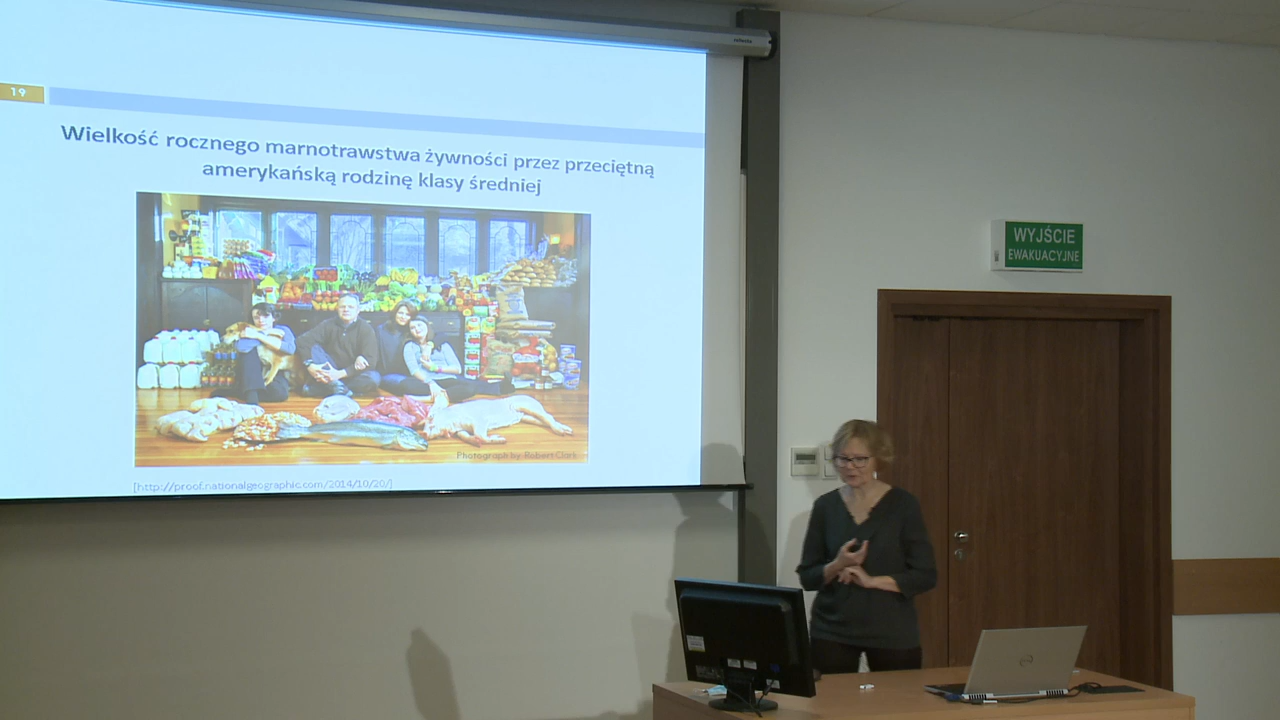 19
Wielkość rocznego marnotrawstwa żywności przez przeciętną
amerykańską rodzinę klasy średniej
Photograph by Robert Clark
[http://proof.nationalgeographic.com/2014/10/20/]
WYJŚCIE
EWAKUACYJNE